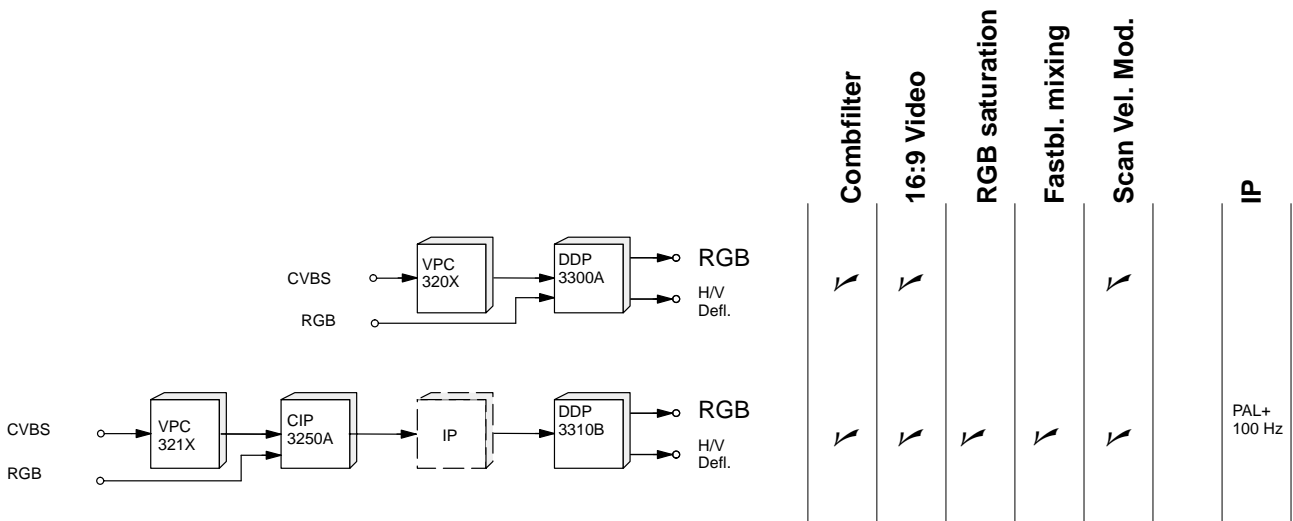 Combfilter
16:9 Video
RGB saturation
Fastbl. mixing
Scan Vel. Mod.
IP
CVBS
RGB
VPC
320X
DDP
3300A
RGB
H/V
Defl.
CVBS
RGB
VPC
321X
CIP
3250A
IP
DDP
3310B
RGB
H/V
Defl.
PAL+
100 Hz